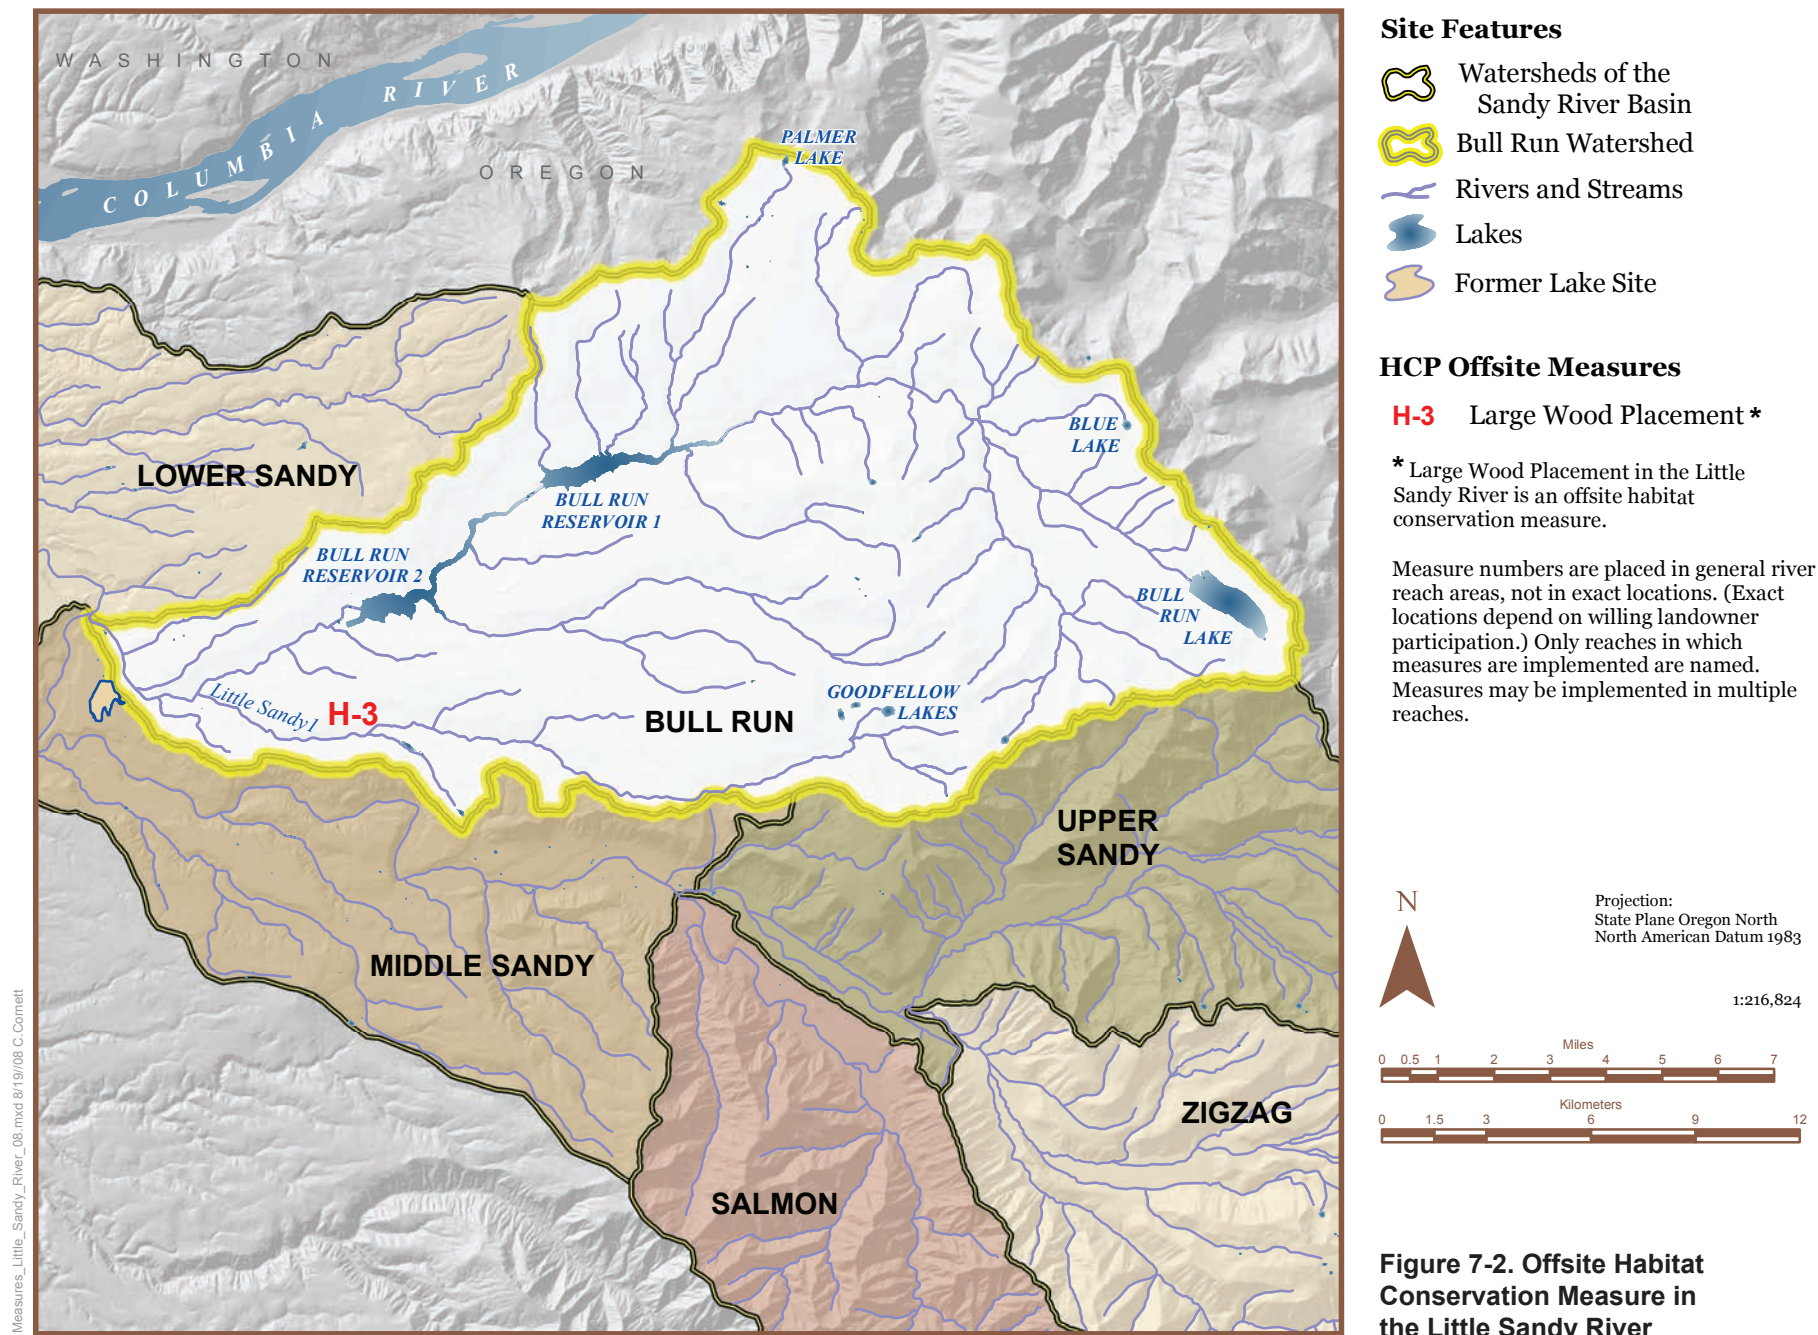 WASHINGTON
COLUMBIA RIVER
OREGON
PALMER
LAKE
LOWER SANDY
BLUE
LAKE
BULL RUN
RESERVOIR 1
BULL RUN
RESERVOIR 2
BULL
RUN
LAKE
Little Sandy 1
H-3
GOODFELLOW
LAKES
BULL RUN
UPPER
SANDY
MIDDLE SANDY
ZIGZAG
SALMON
Measures_Little_Sandy_River_08.mxd 8/19//08 C.Cornett
Site Features
Watersheds of the
Sandy River Basin
Bull Run Watershed
Rivers and Streams
Lakes
Former Lake Site
HCP Offsite Measures
H-3 Large Wood Placement *
* Large Wood Placement in the Little
Sandy River is an offsite habitat
conservation measure.
Measure numbers are placed in general river
reach areas, not in exact locations. (Exact
locations depend on willing landowner
participation.) Only reaches in which
measures are implemented are named.
Measures may be implemented in multiple
reaches.
N
Projection:
State Plane Oregon North
North American Datum 1983
1:216,824
Miles
0 0.5 1 2 3 4 5 6 7
Kilometers
0 1.5 3 6 9 12
Figure 7-2. Offsite Habitat
Conservation Measure in
the Little Sandy River